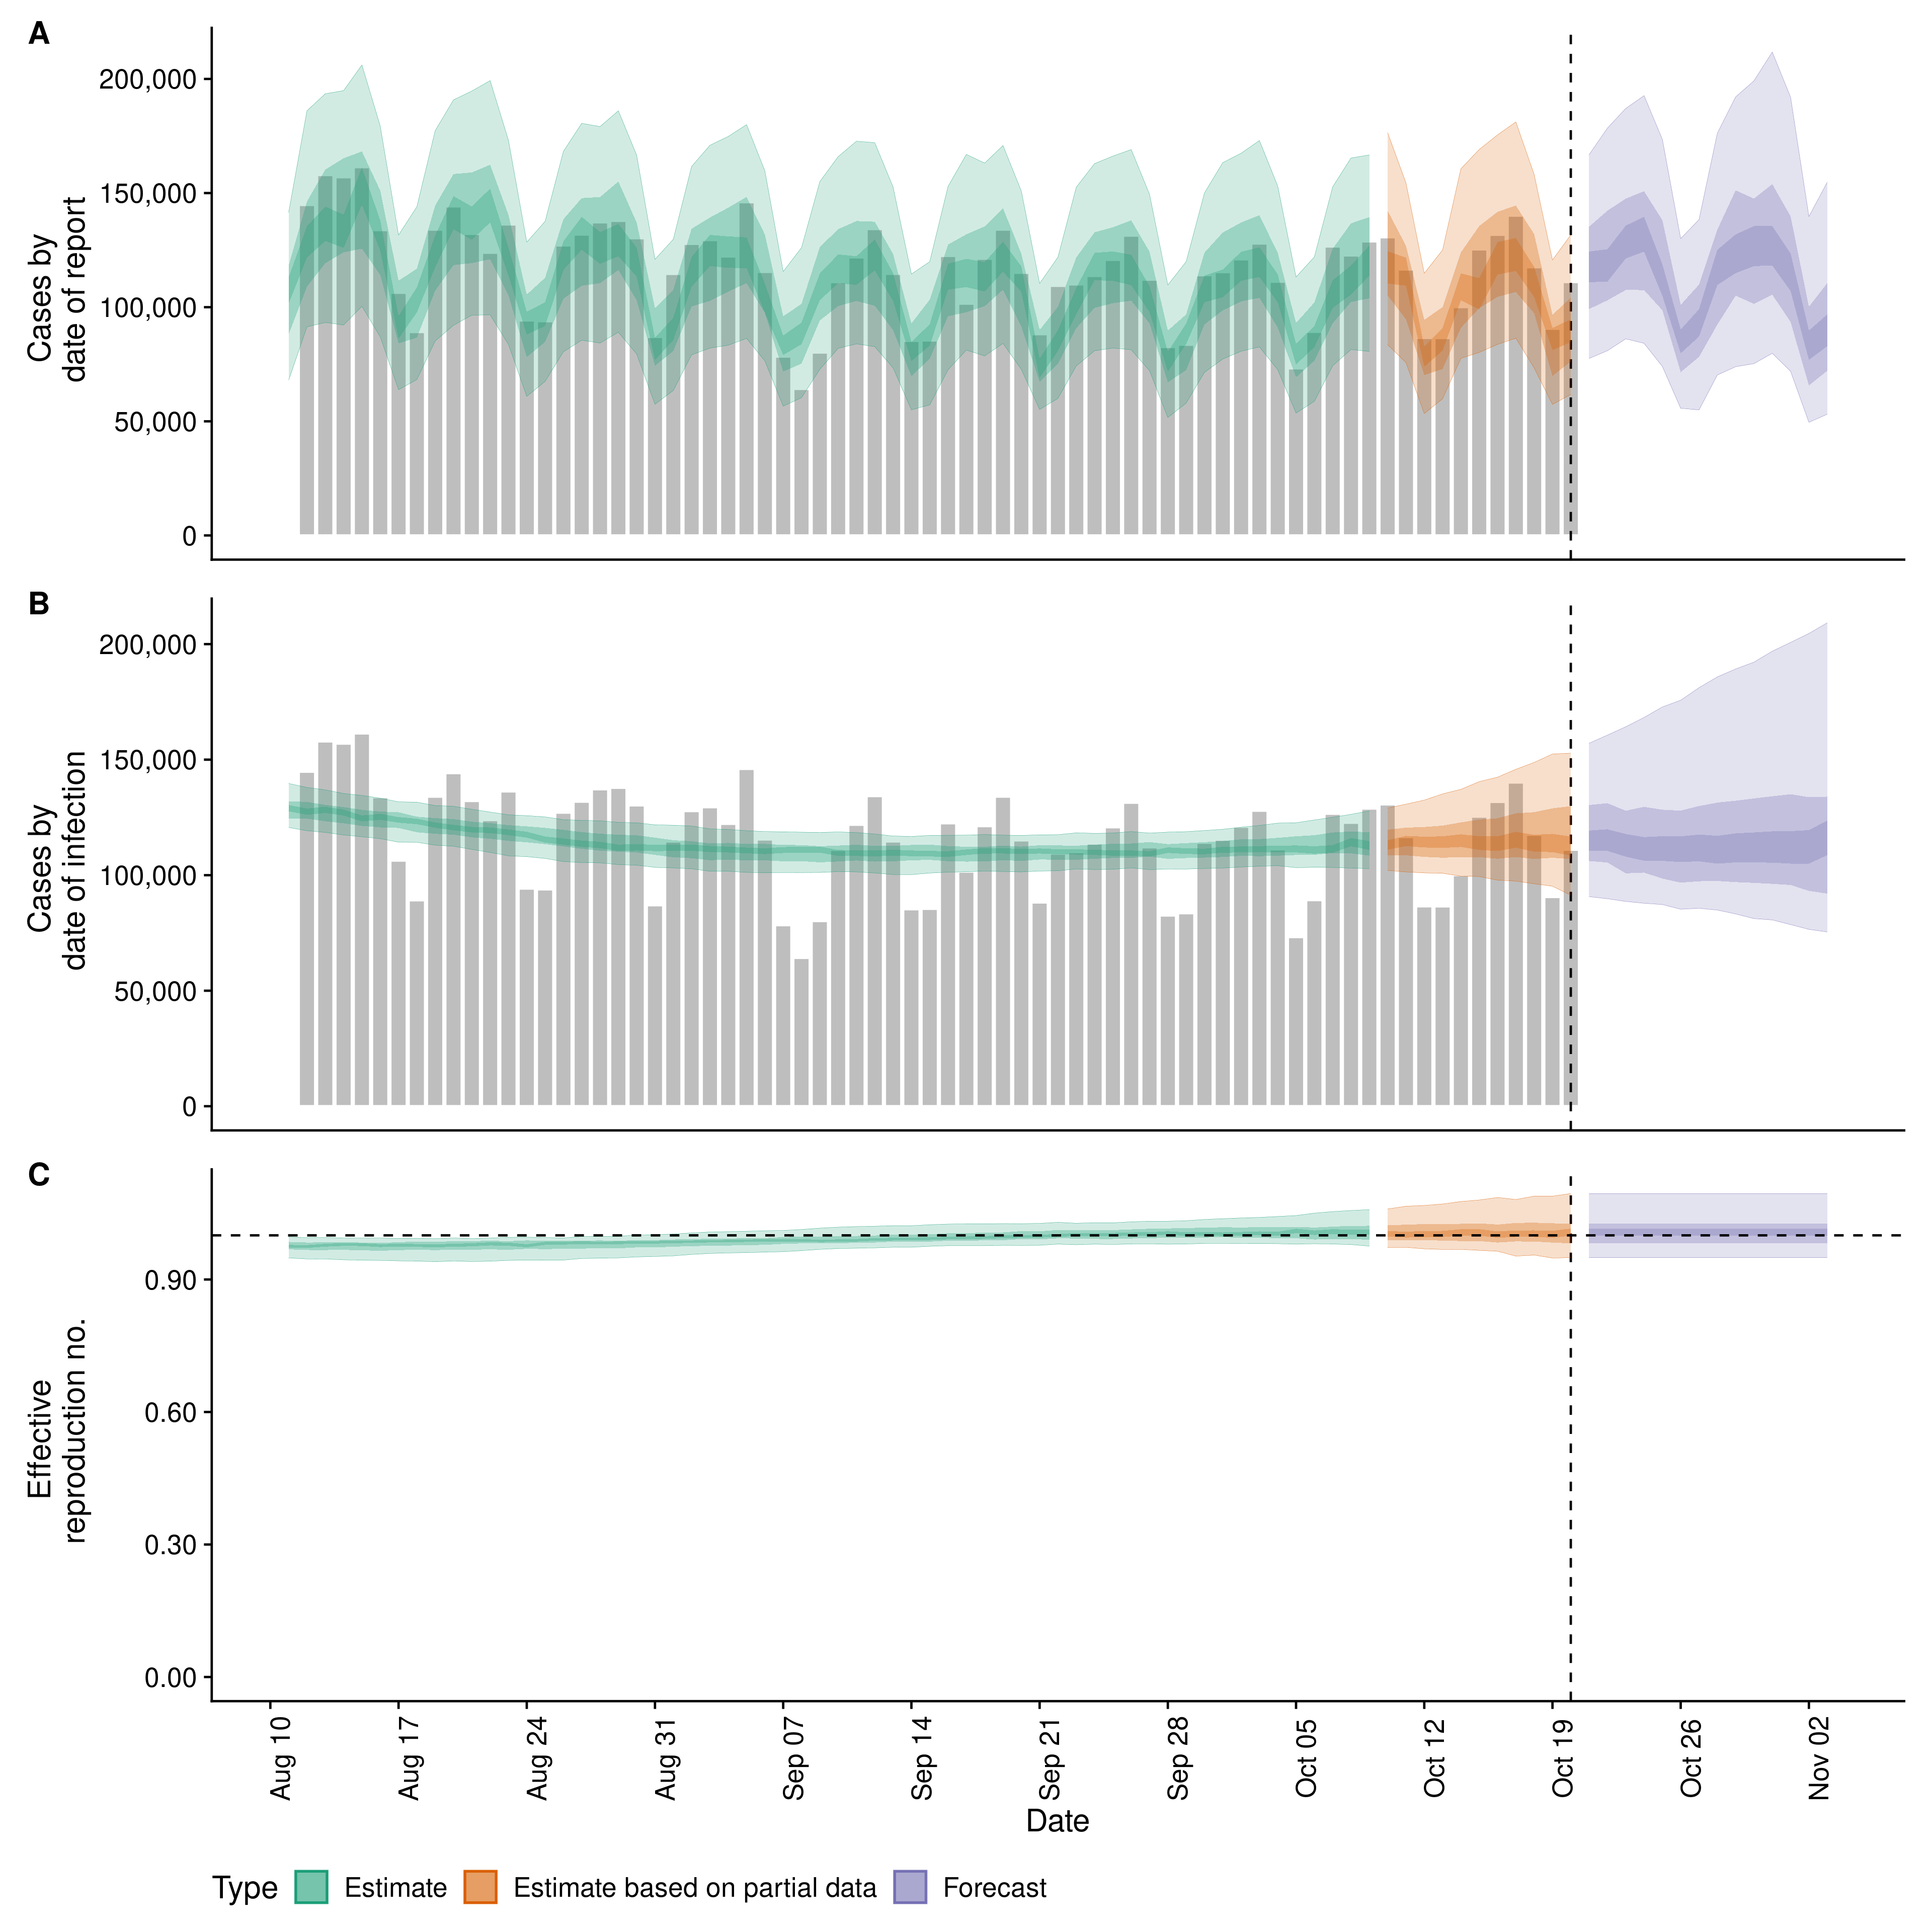 A
Cases by
date of report
200,000
150,000
100,000
50,000
0
B
Cases by
date of infection
200,000
150,000
100,000
50,000
0
C
Effective
reproduction no.
0.90
0.60
0.30
0.00
Aug 10
Aug 17
Aug 24
Aug 31
Sep 07
Sep 14
Sep 21
Sep 28
Oct 05
Oct 12
Oct 19
Oct 26
Nov 02
Date
Type Estimate Estimate based on partial data Forecast